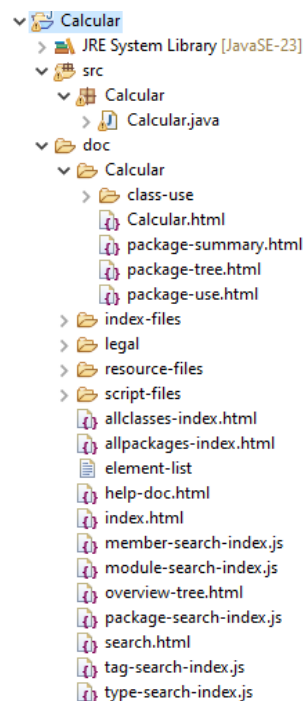 Calcular
JRE System Library [JavaSE-23]
src
Calcular
Calcular.java
doc
Calcular
class-use
Calcular.html
package-summary.html
package-tree.html
package-use.html
index-files
legal
resource-files
script-files
allclasses-index.html
allpackages-index.html
element-list
help-doc.html
index.html
member-search-index.js
module-search-index.js
overview-tree.html
package-search-index.js
search.html
tag-search-index.js
type-search-index.js